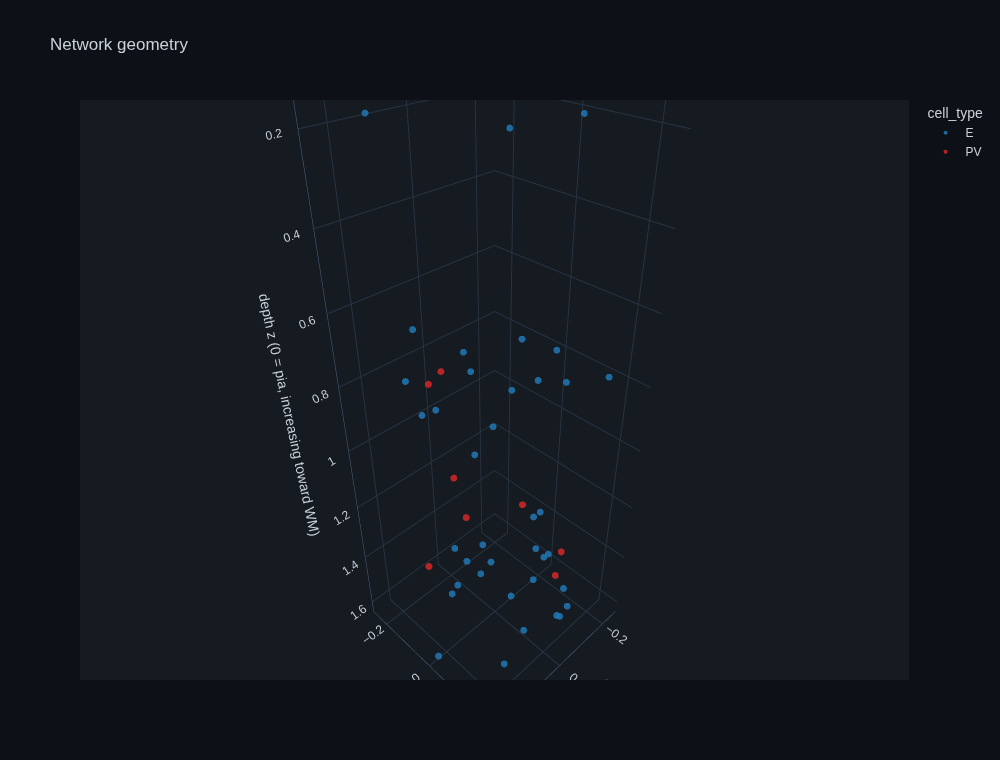 Network geometry
cell_type
E
PV
0.2
0.4
0.6
0.8
1
1.2
1.4
1.6
depth z (0 = pia, increasing toward WM)
−0.2
0
−0.2
0